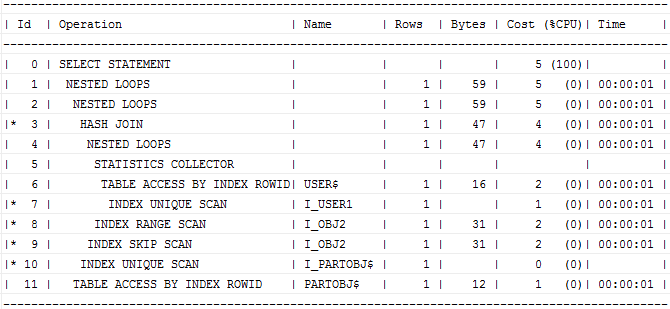 --------------------------------------------------------------------------------------------------
| Id  | Operation                        | Name       | Rows  | Bytes | Cost (%CPU)| Time     |
--------------------------------------------------------------------------------------------------
|   0 | SELECT STATEMENT                 |            |       |       |     5 (100)|          |
|   1 |  NESTED LOOPS                    |            |     1 |    59 |     5   (0)| 00:00:01 |
|   2 |   NESTED LOOPS                   |            |     1 |    59 |     5   (0)| 00:00:01 |
|*  3 |    HASH JOIN                     |            |     1 |    47 |     4   (0)| 00:00:01 |
|   4 |     NESTED LOOPS                 |            |     1 |    47 |     4   (0)| 00:00:01 |
|   5 |      STATISTICS COLLECTOR        |            |       |       |            |          |
|   6 |       TABLE ACCESS BY INDEX ROWID| USER$      |     1 |    16 |     2   (0)| 00:00:01 |
|*  7 |        INDEX UNIQUE SCAN         | I_USER1    |     1 |       |     1   (0)| 00:00:01 |
|*  8 |      INDEX RANGE SCAN            | I_OBJ2     |     1 |    31 |     2   (0)| 00:00:01 |
|*  9 |     INDEX SKIP SCAN              | I_OBJ2     |     1 |    31 |     2   (0)| 00:00:01 |
|* 10 |    INDEX UNIQUE SCAN             | I_PARTOBJ$ |     1 |       |     0   (0)|          |
|  11 |   TABLE ACCESS BY INDEX ROWID    | PARTOBJ$   |     1 |    12 |     1   (0)| 00:00:01 |
--------------------------------------------------------------------------------------------------